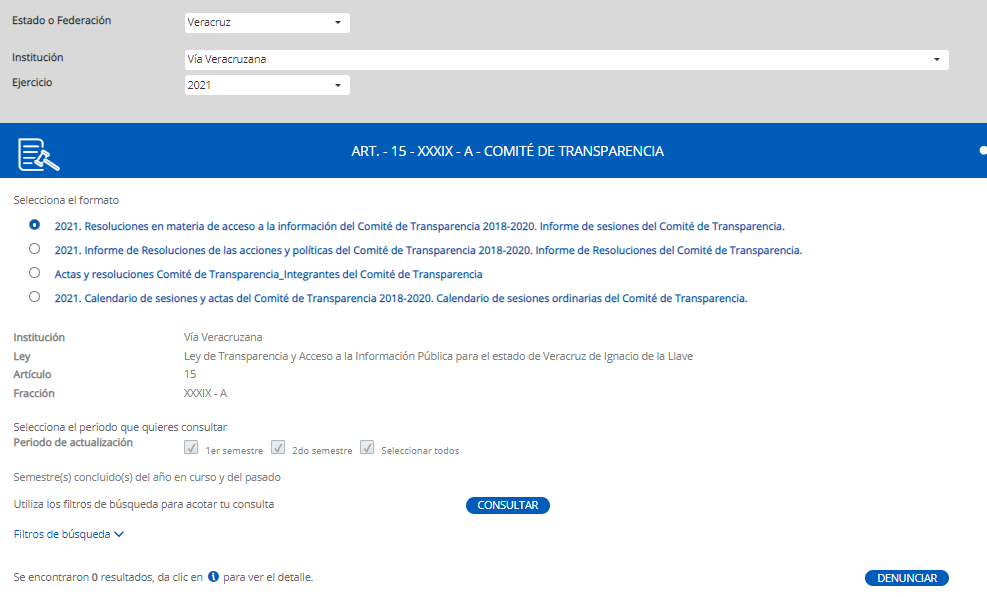 Estado o Federación
Veracruz
Institución
Vía Veracruzana
Ejercicio
2021
ART. - 15 - XXXIX - A - COMITÉ DE TRANSPARENCIA
Selecciona el formato
2021. Resoluciones en materia de acceso a la información del Comité de Transparencia 2018-2020. Informe de sesiones del Comité de Transparencia.
2021. Informe de Resoluciones de las acciones y políticas del Comité de Transparencia 2018-2020. Informe de Resoluciones del Comité de Transparencia.
Actas y resoluciones Comité de Transparencia_Integrantes del Comité de Transparencia
2021. Calendario de sesiones y actas del Comité de Transparencia 2018-2020. Calendario de sesiones ordinarias del Comité de Transparencia.
Institución Vía Veracruzana
Ley Ley de Transparencia y Acceso a la Información Pública para el estado de Veracruz de Ignacio de la Llave
Artículo 15
Fracción XXXIX - A
Selecciona el periodo que quieres consultar
Periodo de actualización 1er semestre 2do semestre Seleccionar todos
Semestre(s) concluido(s) del año en curso y del pasado
Utiliza los filtros de búsqueda para acotar tu consulta CONSULTAR
Filtros de búsqueda
Se encontraron 0 resultados, da clic en i para ver el detalle. DENUNCIAR